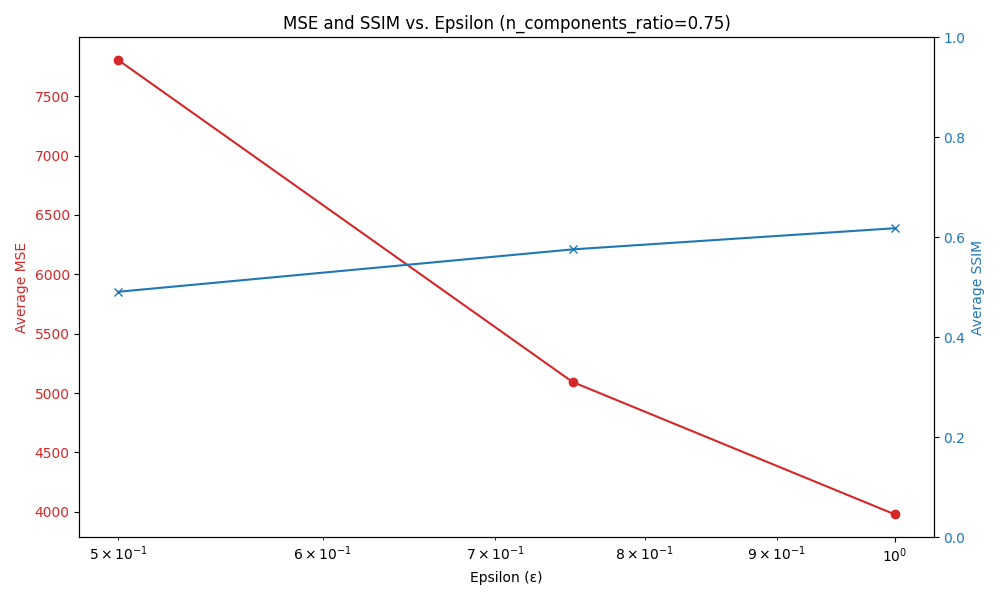 MSE and SSIM vs. Epsilon (n_components_ratio=0.75)
Average MSE
7500
7000
6500
6000
5500
5000
4500
4000
1.0
0.8
0.6
0.4
0.2
0.0
Average SSIM
5 × 10⁻¹ 6 × 10⁻¹ 7 × 10⁻¹ 8 × 10⁻¹ 9 × 10⁻¹ 10⁰
Epsilon (ε)